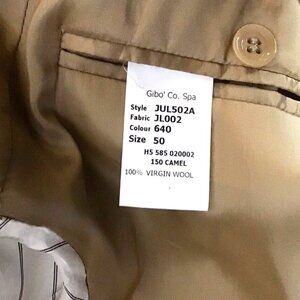 Gibo' Co. Spa
Style JUL502A
Fabric JL002
Colour 640
Size 50
H5 585 020002
150 CAMEL
100% VIRGIN WOOL